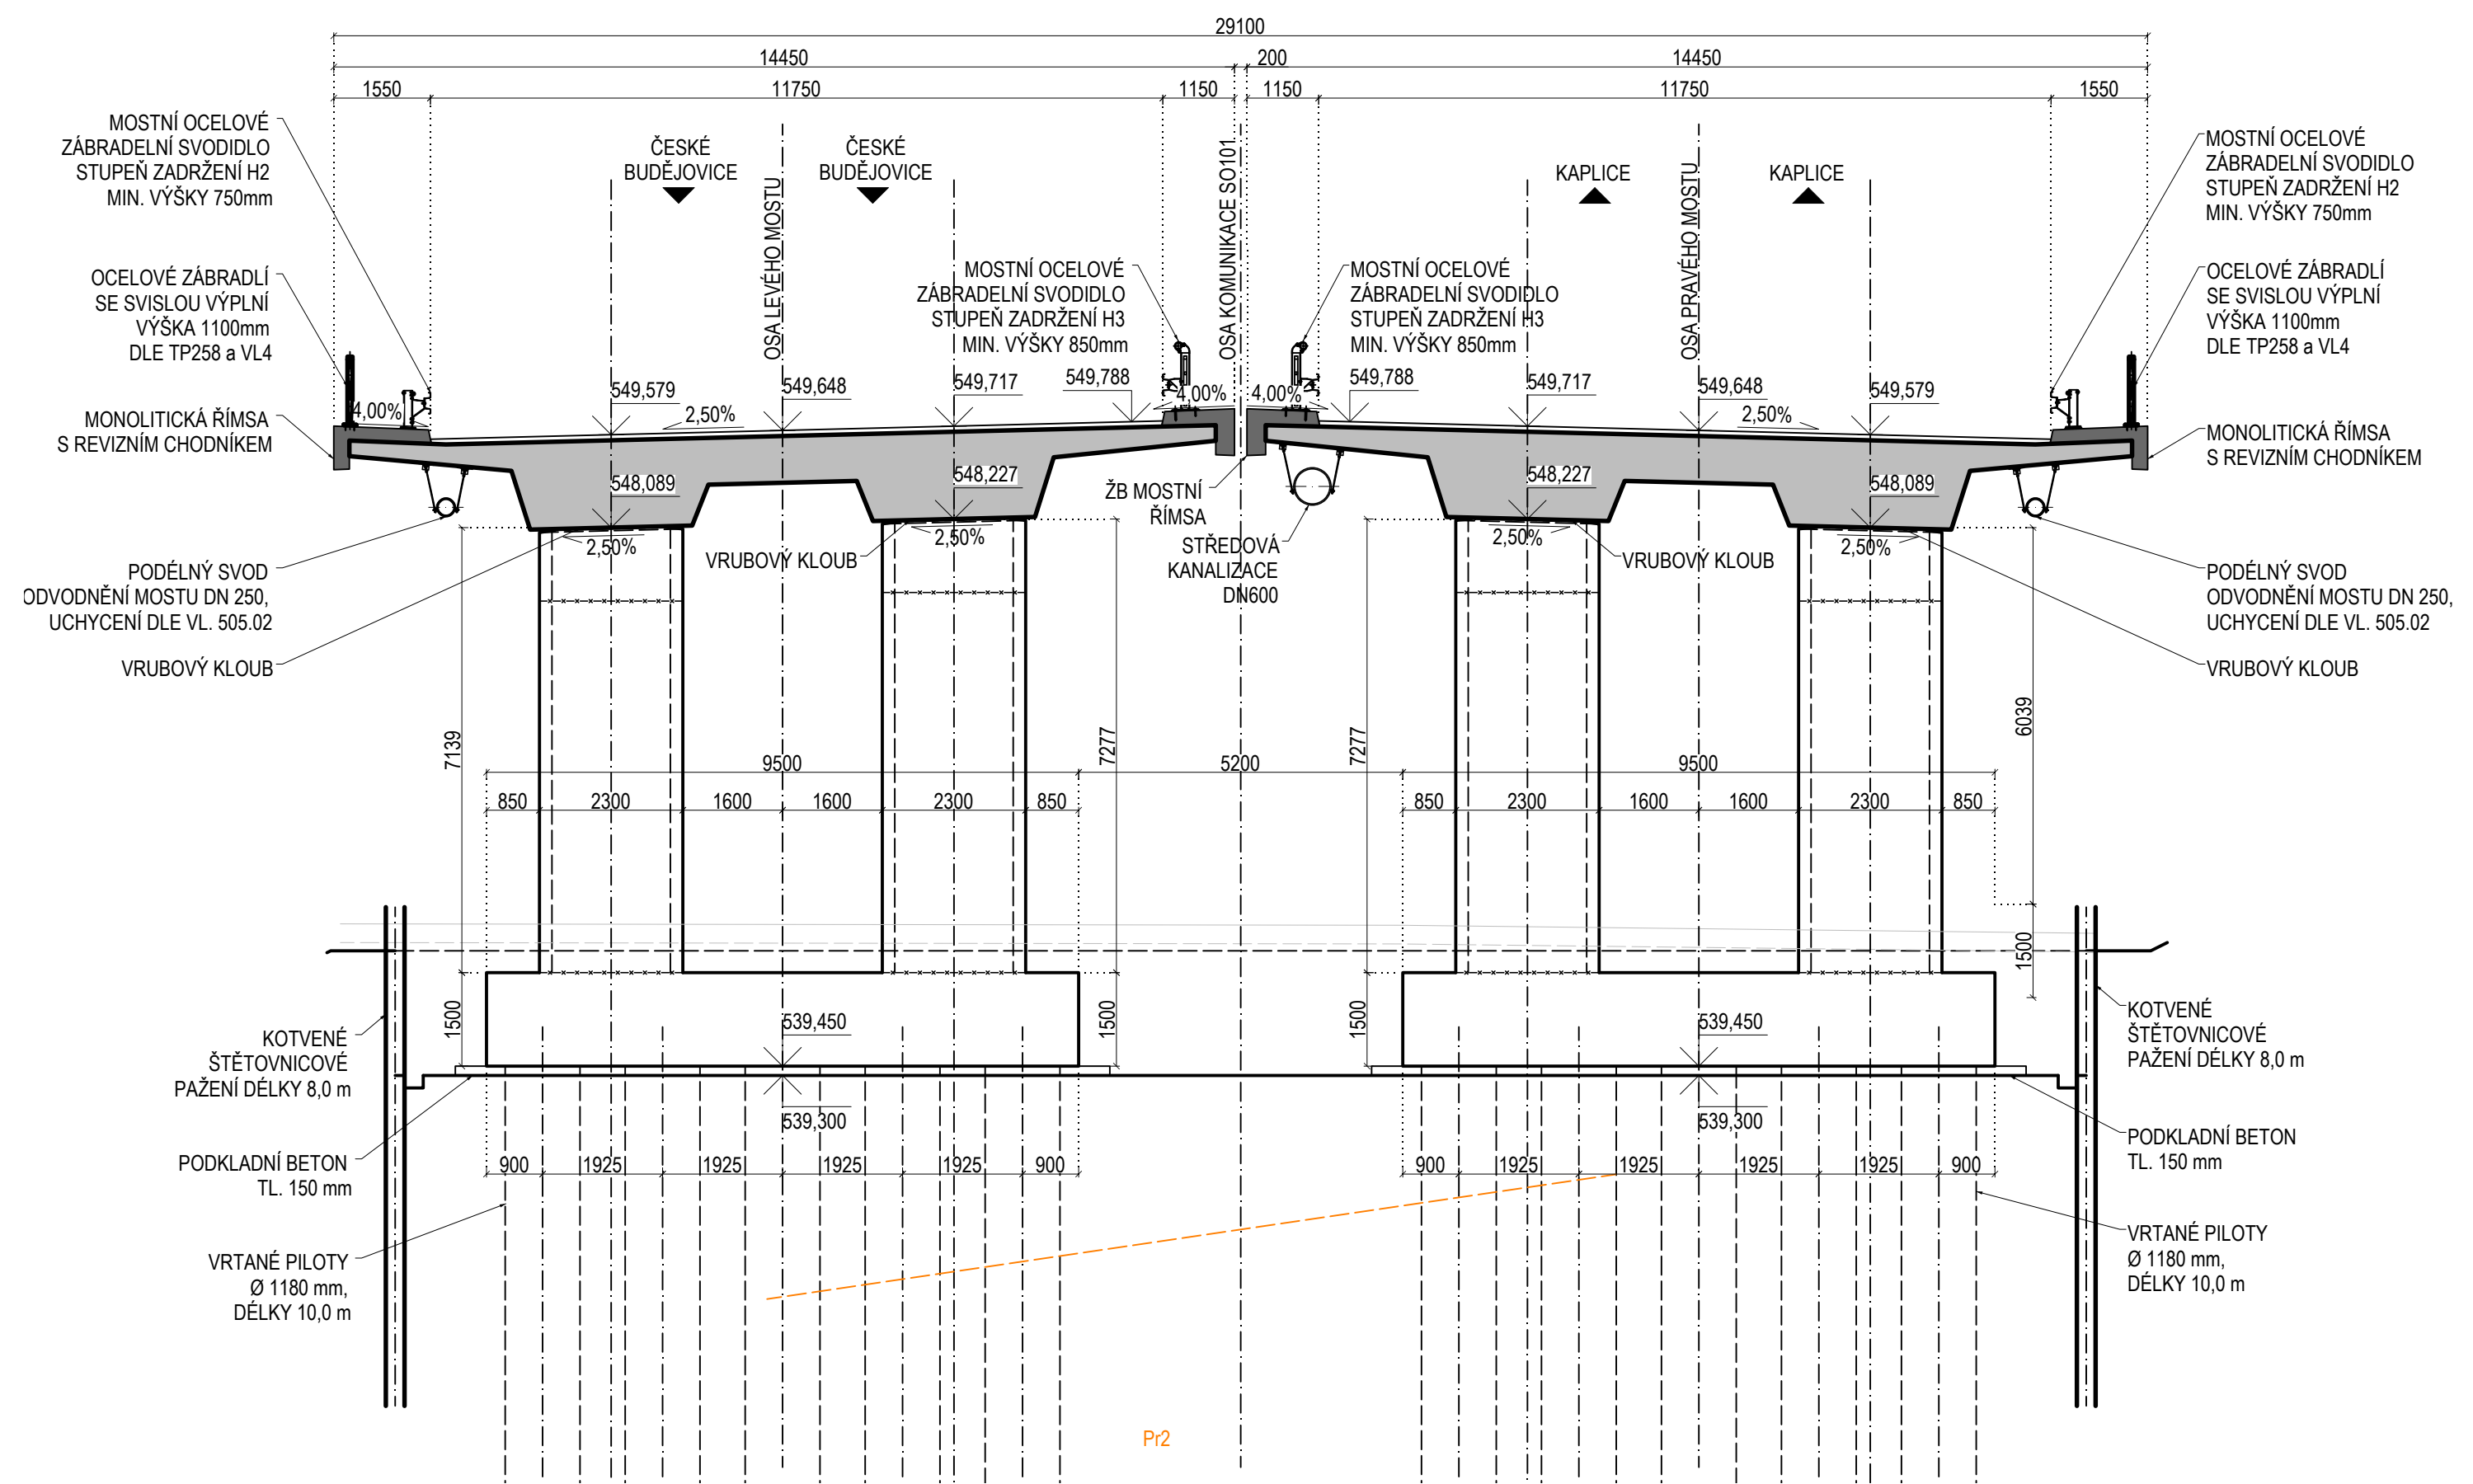 29100
14450
200
14450
1550
11750
1150
1150
11750
1550
MOSTNÍ OCELOVÉ
ZÁBRADELNÍ SVODIDLO
STUPEŇ ZADRŽENÍ H2
MIN. VÝŠKY 750mm
ČESKÉ
BUDĚJOVICE
ČESKÉ
BUDĚJOVICE
KAPLICE
KAPLICE
MOSTNÍ OCELOVÉ
ZÁBRADELNÍ SVODIDLO
STUPEŇ ZADRŽENÍ H2
MIN. VÝŠKY 750mm
OSA LEVÉHO MOSTU
OSA KOMUNIKACE SO101
OSA PRAVÉHO MOSTU
OCELOVÉ ZÁBRADLÍ
SE SVISLOU VÝPLNÍ
VÝŠKA 1100mm
DLE TP258 a VL4
MOSTNÍ OCELOVÉ
ZÁBRADELNÍ SVODIDLO
STUPEŇ ZADRŽENÍ H3
MIN. VÝŠKY 850mm
MOSTNÍ OCELOVÉ
ZÁBRADELNÍ SVODIDLO
STUPEŇ ZADRŽENÍ H3
MIN. VÝŠKY 850mm
OCELOVÉ ZÁBRADLÍ
SE SVISLOU VÝPLNÍ
VÝŠKA 1100mm
DLE TP258 a VL4
549,579
549,648
549,717
549,788
549,788
549,717
549,648
549,579
4,00%
2,50%
4,00%
4,00%
2,50%
MONOLITICKÁ ŘÍMSA
S REVIZNÍM CHODNÍKEM
MONOLITICKÁ ŘÍMSA
S REVIZNÍM CHODNÍKEM
548,089
548,227
548,227
548,089
ŽB MOSTNÍ
ŘÍMSA
2,50%
2,50%
2,50%
2,50%
VRUBOVÝ KLOUB
STŘEDOVÁ
KANALIZACE
DN600
VRUBOVÝ KLOUB
PODÉLNÝ SVOD
ODVODNĚNÍ MOSTU DN 250,
UCHYCENÍ DLE VL. 505.02
PODÉLNÝ SVOD
ODVODNĚNÍ MOSTU DN 250,
UCHYCENÍ DLE VL. 505.02
VRUBOVÝ KLOUB
VRUBOVÝ KLOUB
7139
7277
7277
6039
9500
5200
9500
850
2300
1600
1600
2300
850
850
2300
1600
1600
2300
850
1500
1500
1500
1500
KOTVENÉ
ŠTĚTOVNICOVÉ
PAŽENÍ DÉLKY 8,0 m
539,450
539,450
KOTVENÉ
ŠTĚTOVNICOVÉ
PAŽENÍ DÉLKY 8,0 m
539,300
539,300
PODKLADNÍ BETON
TL. 150 mm
PODKLADNÍ BETON
TL. 150 mm
900
1925
1925
1925
1925
900
900
1925
1925
1925
1925
900
VRTANÉ PILOTY
Ø 1180 mm,
DÉLKY 10,0 m
VRTANÉ PILOTY
Ø 1180 mm,
DÉLKY 10,0 m
Pr2